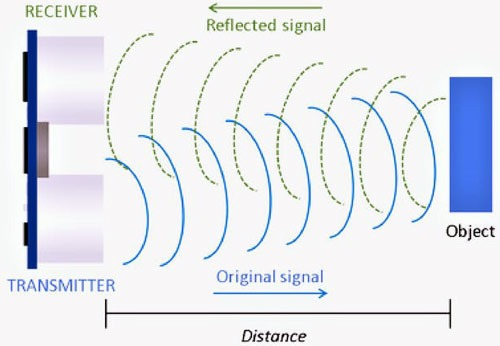 RECEIVER
Reflected signal
Object
TRANSMITTER
Original signal
Distance